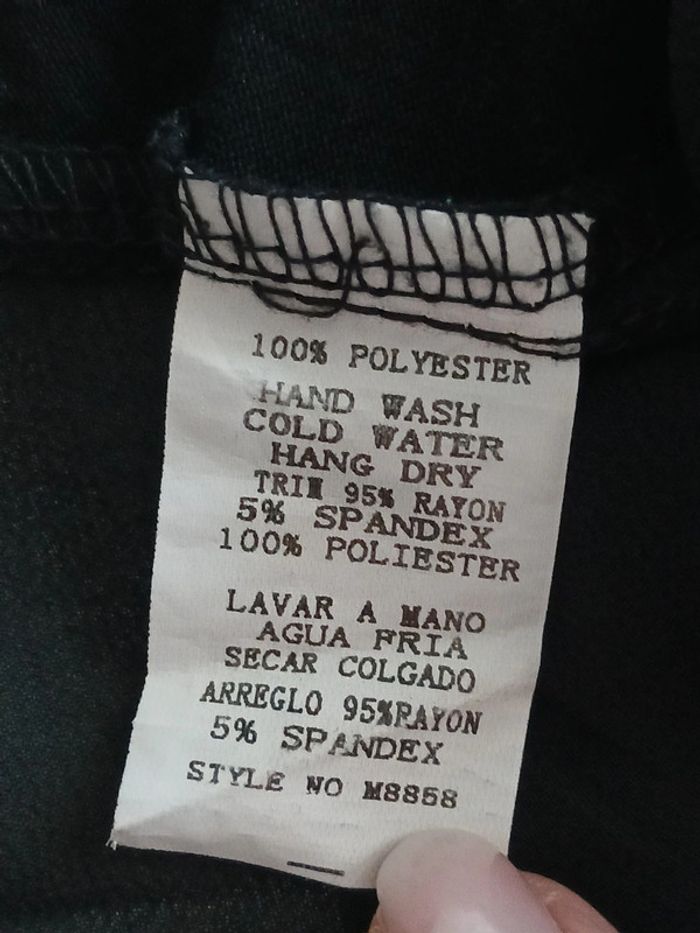 100% POLYESTER
HAND WASH
COLD WATER
HANG DRY
TRIM 95% RAYON
5% SPANDEX
100% POLIESTER
LAVAR A MANO
AGUA FRIA
SECAR COLGADO
ARREGLO 95%RAYON
5% SPANDEX
STYLE NO M8858